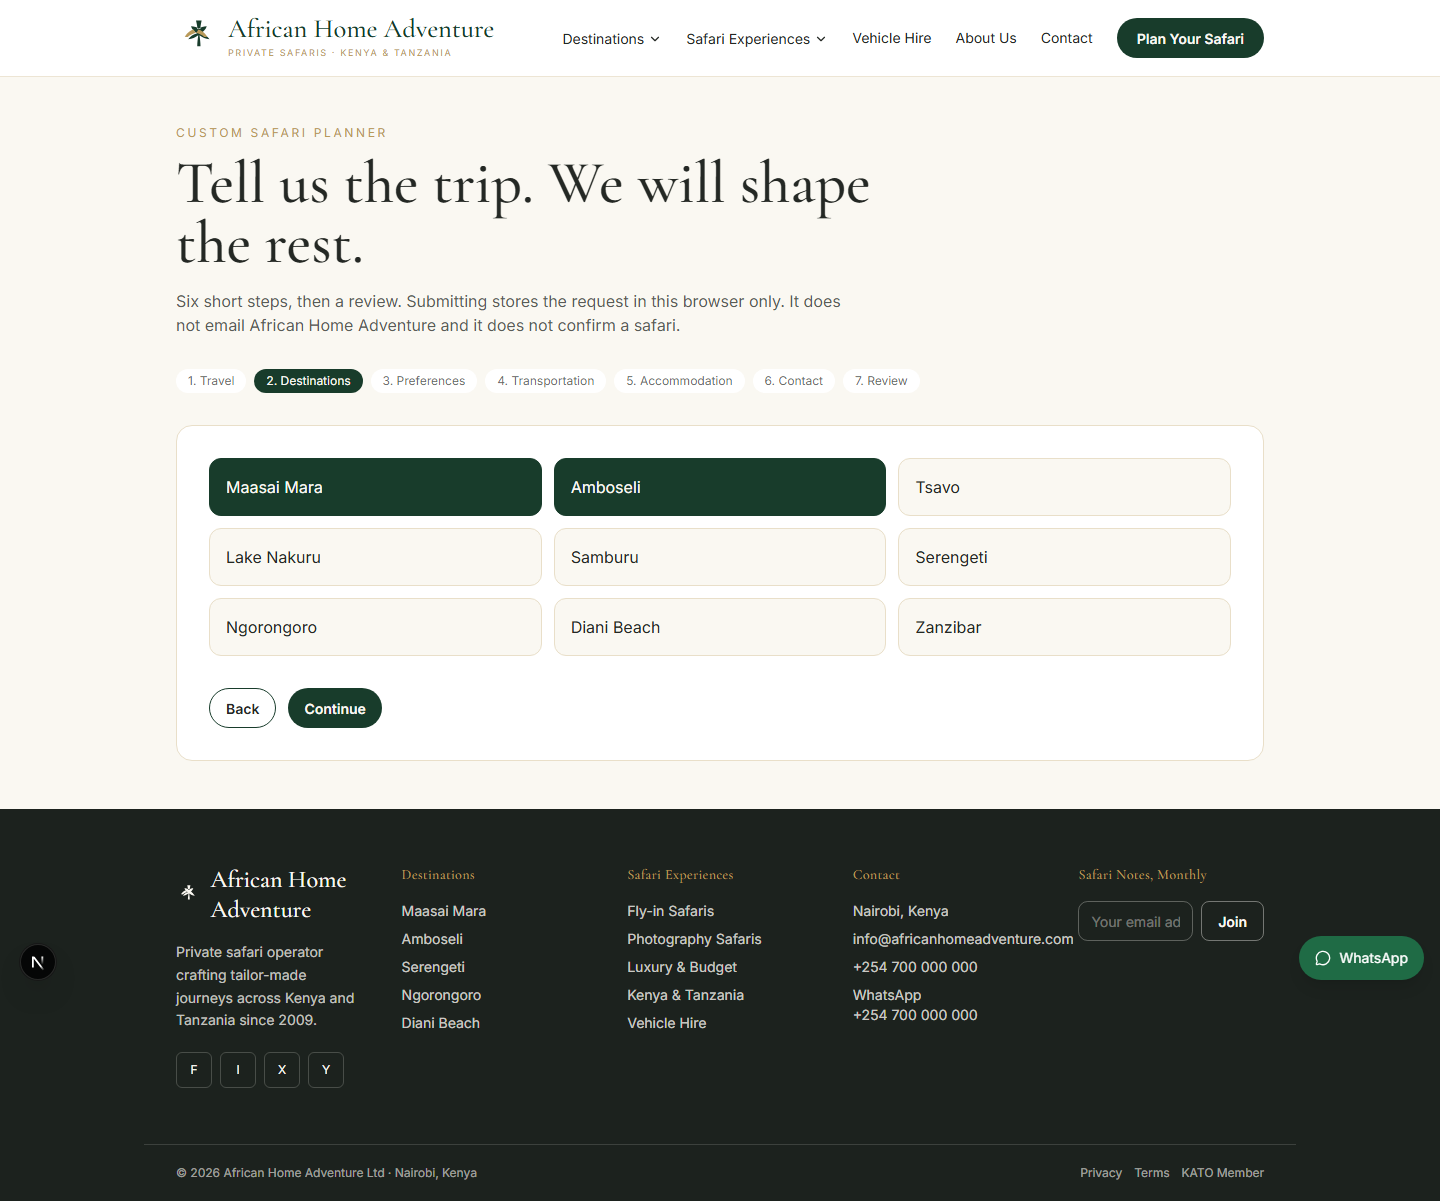 African Home Adventure
PRIVATE SAFARIS · KENYA & TANZANIA
Destinations
Safari Experiences
Vehicle Hire
About Us
Contact
Plan Your Safari
CUSTOM SAFARI PLANNER
Tell us the trip. We will shape
the rest.
Six short steps, then a review. Submitting stores the request in this browser only. It does
not email African Home Adventure and it does not confirm a safari.
1. Travel
2. Destinations
3. Preferences
4. Transportation
5. Accommodation
6. Contact
7. Review
Maasai Mara
Amboseli
Tsavo
Lake Nakuru
Samburu
Serengeti
Ngorongoro
Diani Beach
Zanzibar
Back
Continue
African Home
Adventure
Private safari operator
crafting tailor-made
journeys across Kenya and
Tanzania since 2009.
F
I
X
Y
Destinations
Maasai Mara
Amboseli
Serengeti
Ngorongoro
Diani Beach
Safari Experiences
Fly-in Safaris
Photography Safaris
Luxury & Budget
Kenya & Tanzania
Vehicle Hire
Contact
Nairobi, Kenya
info@africanhomeadventure.com
+254 700 000 000
WhatsApp
+254 700 000 000
Safari Notes, Monthly
Your email ad
Join
N
WhatsApp
© 2026 African Home Adventure Ltd · Nairobi, Kenya
Privacy
Terms
KATO Member